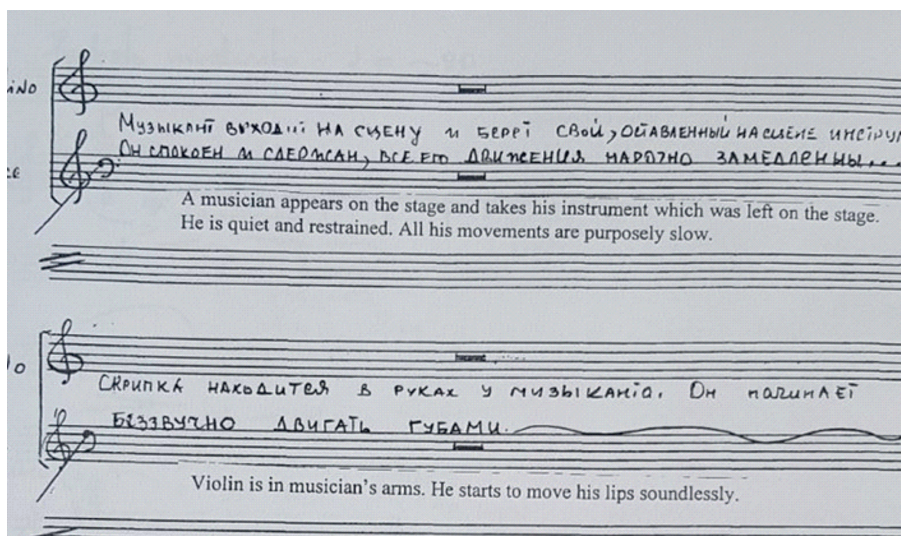 Музыкант выходит на сцену и берет свой, оставленный на сцене инстру
Он спокоен и сдержан, все его движения нарочно замедленны...
A musician appears on the stage and takes his instrument which was left on the stage.
He is quiet and restrained. All his movements are purposely slow.
Скрипка находится в руках у музыканта. Он начинает
беззвучно двигать губами.
Violin is in musician's arms. He starts to move his lips soundlessly.